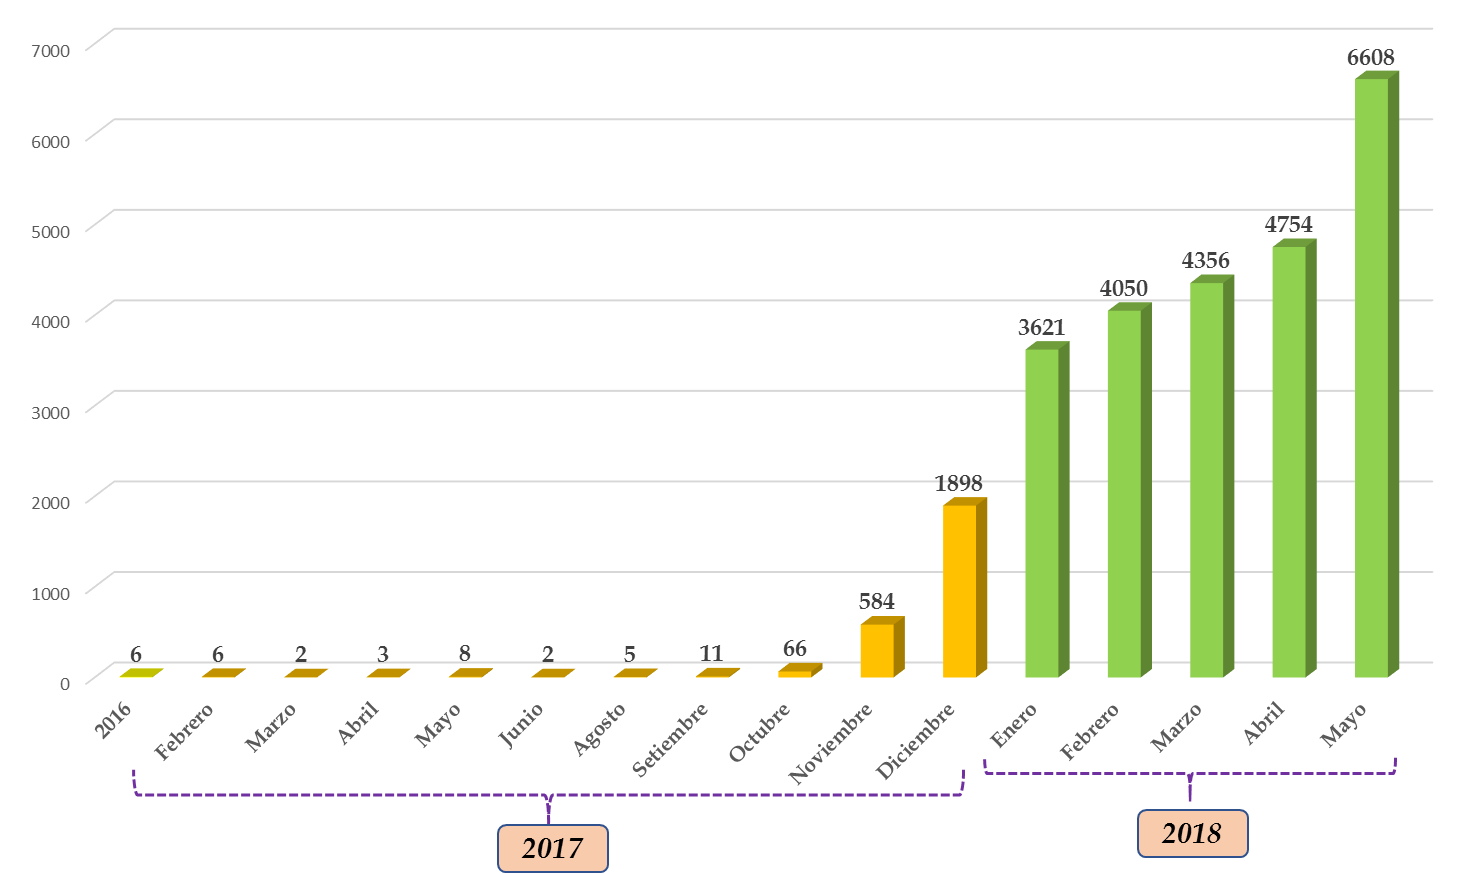 7000
6000
5000
4000
3000
2000
1000
0
6
6
2
3
8
2
5
11
66
584
1898
3621
4050
4356
4754
6608
2016
Febrero
Marzo
Abril
Mayo
Junio
Agosto
Setiembre
Octubre
Noviembre
Diciembre
Enero
Febrero
Marzo
Abril
Mayo
2017
2018